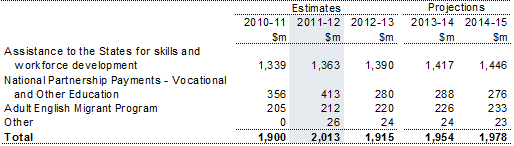 Estimates Projections
2010-11 2011-12 2012-13 2013-14 2014-15
$m $m $m $m $m
Assistance to the States for skills and
workforce development 1,339 1,363 1,390 1,417 1,446
National Partnership Payments - Vocational
and Other Education 356 413 280 288 276
Adult English Migrant Program 205 212 220 226 233
Other 0 26 24 24 23
Total 1,900 2,013 1,915 1,954 1,978